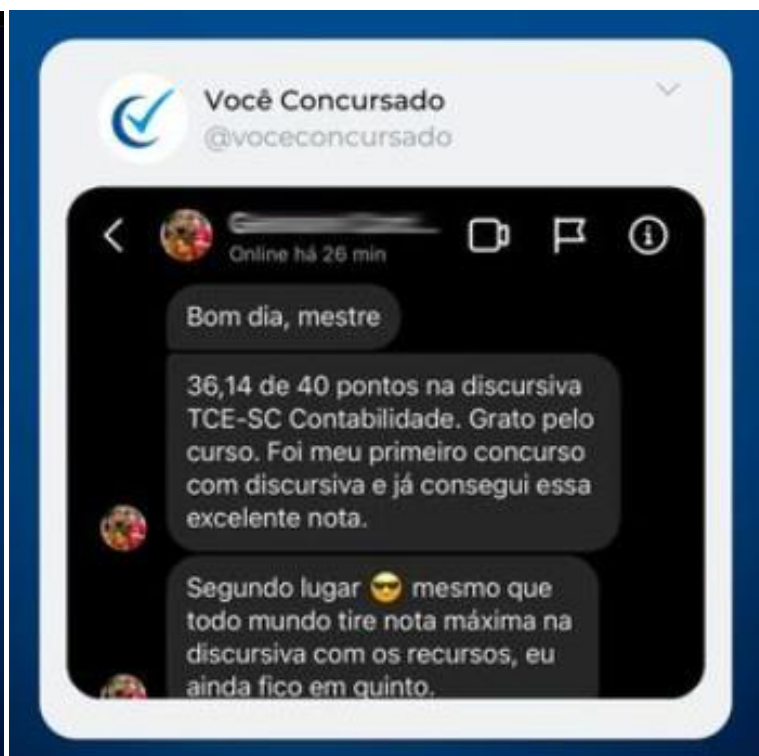 Você Concursado
@voceconcursado
Online há 26 min
Bom dia, mestre
36,14 de 40 pontos na discursiva
TCE-SC Contabilidade. Grato pelo
curso. Foi meu primeiro concurso
com discursiva e já consegui essa
excelente nota.
Segundo lugar 😎 mesmo que
todo mundo tire nota máxima na
discursiva com os recursos, eu
ainda fico em quinto.